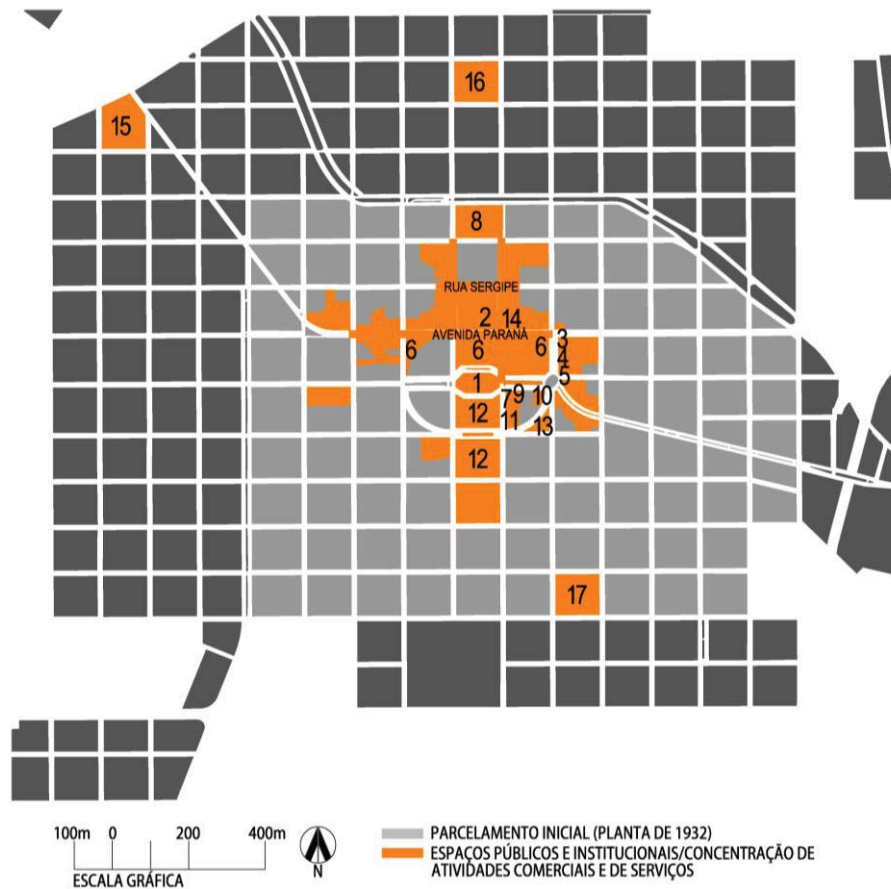 16
15
8
RUA SERGIPE
2 14
AVENIDA PARANÁ
3
6 6 6 4
5
1
7 9 10
12 11 13
12
17
100m 0 200 400m
ESCALA GRÁFICA
N
PARCELAMENTO INICIAL (PLANTA DE 1932)
ESPAÇOS PÚBLICOS E INSTITUCIONAIS/CONCENTRAÇÃO DE
ATIVIDADES COMERCIAIS E DE SERVIÇOS